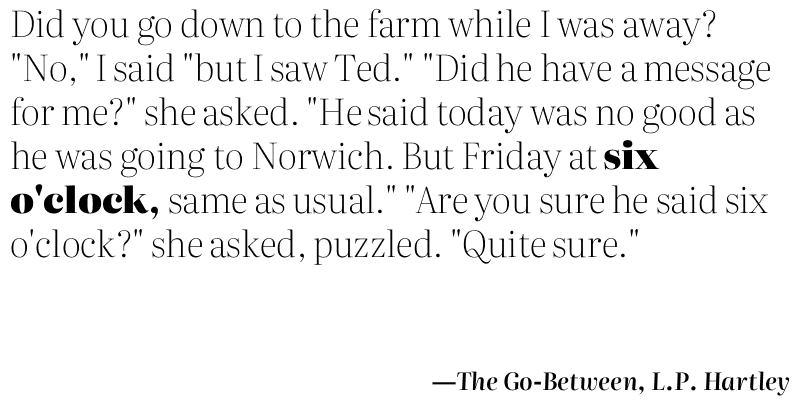 Did you go down to the farm while I was away?
"No," I said "but I saw Ted." "Did he have a message
for me?" she asked. "He said today was no good as
he was going to Norwich. But Friday at six
o'clock, same as usual." "Are you sure he said six
o'clock?" she asked, puzzled. "Quite sure."
—The Go-Between, L.P. Hartley